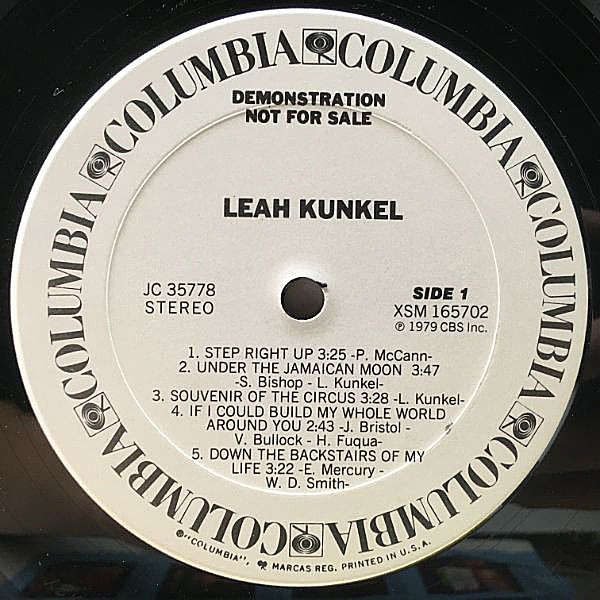 COLUMBIA COLUMBIA COLUMBIA COLUMBIA COLUMBIA COLUMBIA COLUMBIA COLUMBIA
DEMONSTRATION
NOT FOR SALE
LEAH KUNKEL
JC 35778
STEREO
SIDE 1
XSM 165702
℗ 1979 CBS Inc.
1. STEP RIGHT UP 3:25 -P. McCann-
2. UNDER THE JAMAICAN MOON 3:47
-S. Bishop - L. Kunkel-
3. SOUVENIR OF THE CIRCUS 3:28 -L. Kunkel-
4. IF I COULD BUILD MY WHOLE WORLD
AROUND YOU 2:43 -J. Bristol -
V. Bullock - H. Fuqua-
5. DOWN THE BACKSTAIRS OF MY
LIFE 3:22 -E. Mercury -
W. D. Smith-
®"COLUMBIA", MARCAS REG. PRINTED IN U.S.A.